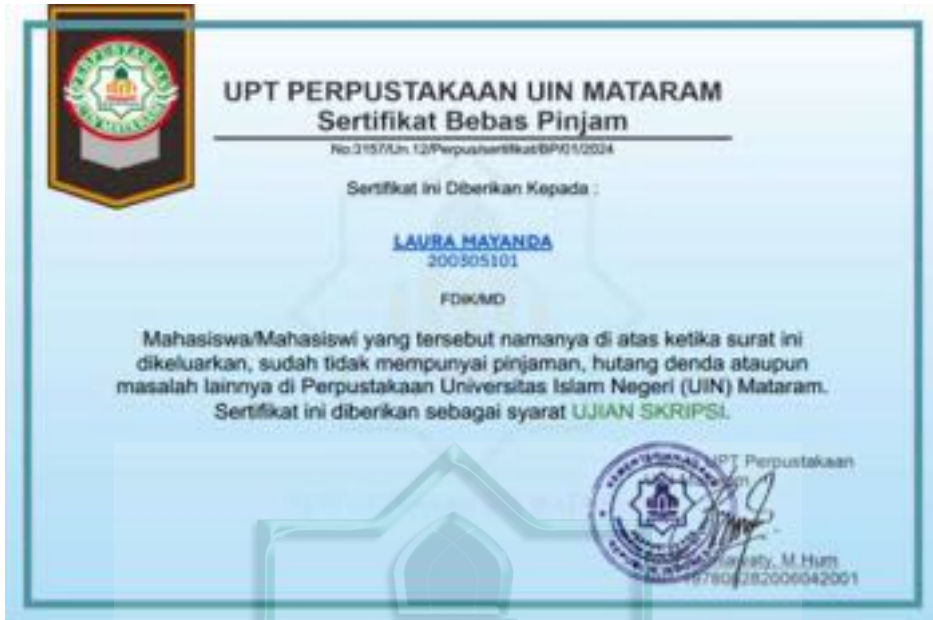 UPT PERPUSTAKAAN UIN MATARAM
Sertifikat Bebas Pinjam
No:3157/Un.12/Perpus/sertifikat/BP/01/2024
Sertifikat Ini Diberikan Kepada :
LAURA MAYANDA
200305101
FDIK/MD
Mahasiswa/Mahasiswi yang tersebut namanya di atas ketika surat ini
dikeluarkan, sudah tidak mempunyai pinjaman, hutang denda ataupun
masalah lainnya di Perpustakaan Universitas Islam Negeri (UIN) Mataram.
Sertifikat ini diberikan sebagai syarat UJIAN SKRIPSI.
UPT Perpustakaan
M.Hum